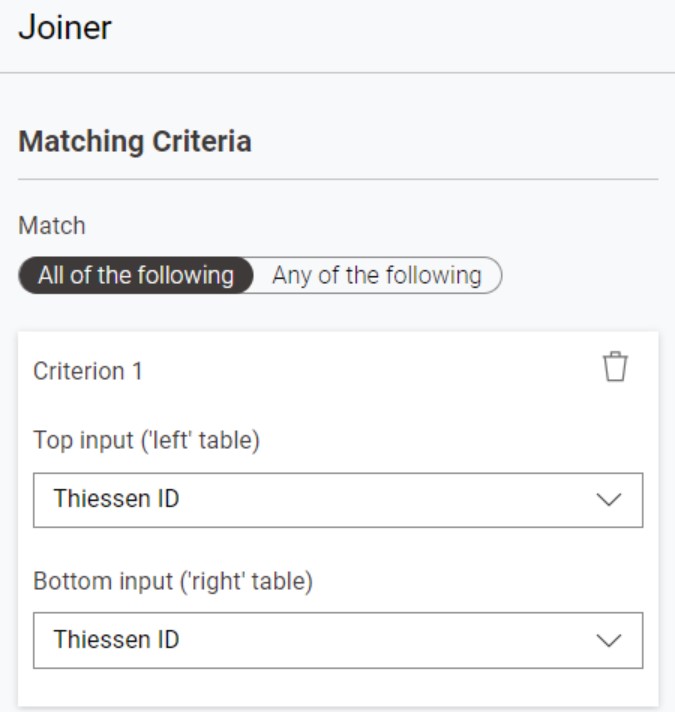 Joiner
Matching Criteria
Match
All of the following Any of the following
Criterion 1
Top input ('left' table)
Thiessen ID
Bottom input ('right' table)
Thiessen ID